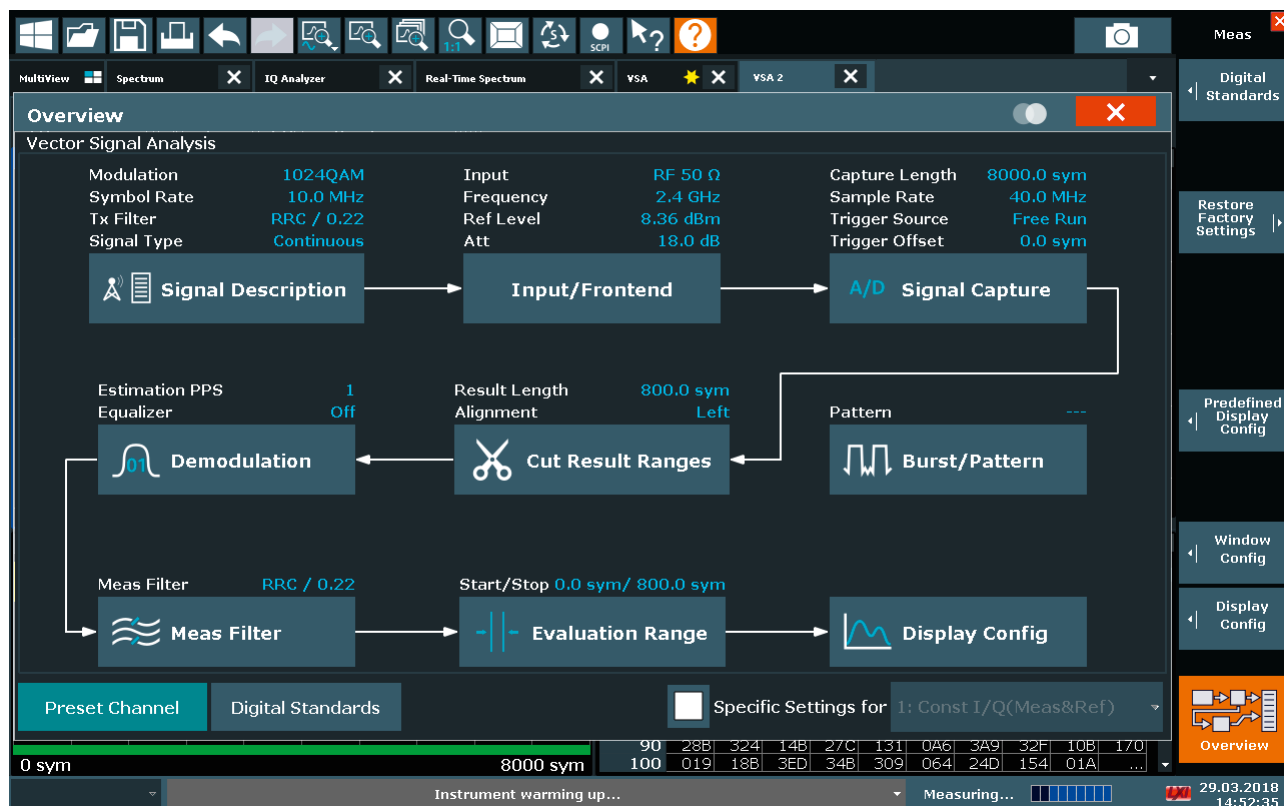 1:1
SCPI
Meas
MultiView
Spectrum
IQ Analyzer
Real-Time Spectrum
VSA
VSA 2
Digital
Standards
Overview
Vector Signal Analysis
Modulation 1024QAM
Symbol Rate 10.0 MHz
Tx Filter RRC / 0.22
Signal Type Continuous
Signal Description
Input RF 50 Ω
Frequency 2.4 GHz
Ref Level 8.36 dBm
Att 18.0 dB
Input/Frontend
Capture Length 8000.0 sym
Sample Rate 40.0 MHz
Trigger Source Free Run
Trigger Offset 0.0 sym
A/D Signal Capture
Restore
Factory
Settings
Estimation PPS 1
Equalizer Off
01 Demodulation
Result Length 800.0 sym
Alignment Left
Cut Result Ranges
Pattern ---
Burst/Pattern
Predefined
Display
Config
Window
Config
Meas Filter RRC / 0.22
Meas Filter
Start/Stop 0.0 sym/ 800.0 sym
Evaluation Range
Display Config
Display
Config
Preset Channel
Digital Standards
Specific Settings for 1: Const I/Q(Meas&Ref)
Overview
90 28B 324 14B 27C 131 0A6 3A9 32F 10B 170
0 sym 8000 sym 100 019 18B 3ED 34B 309 064 24D 154 01A ...
Instrument warming up...
Measuring...
LXI
29.03.2018
14:52:35